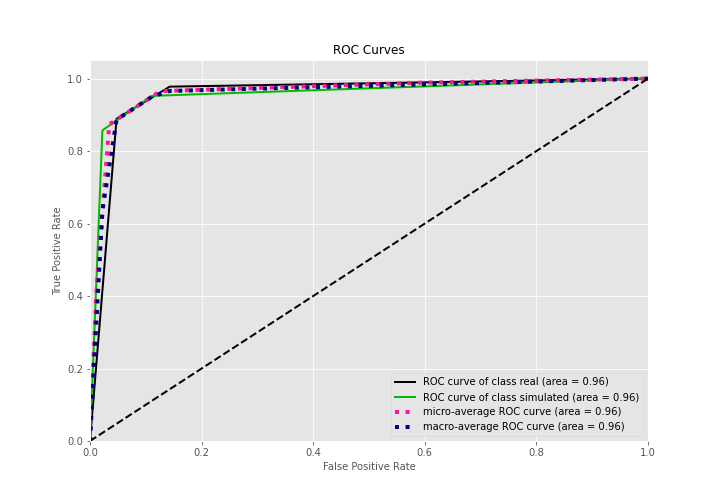 ROC Curves
True Positive Rate
1.0
0.8
0.6
0.4
0.2
0.0
0.0 0.2 0.4 0.6 0.8 1.0
False Positive Rate
ROC curve of class real (area = 0.96)
ROC curve of class simulated (area = 0.96)
micro-average ROC curve (area = 0.96)
macro-average ROC curve (area = 0.96)